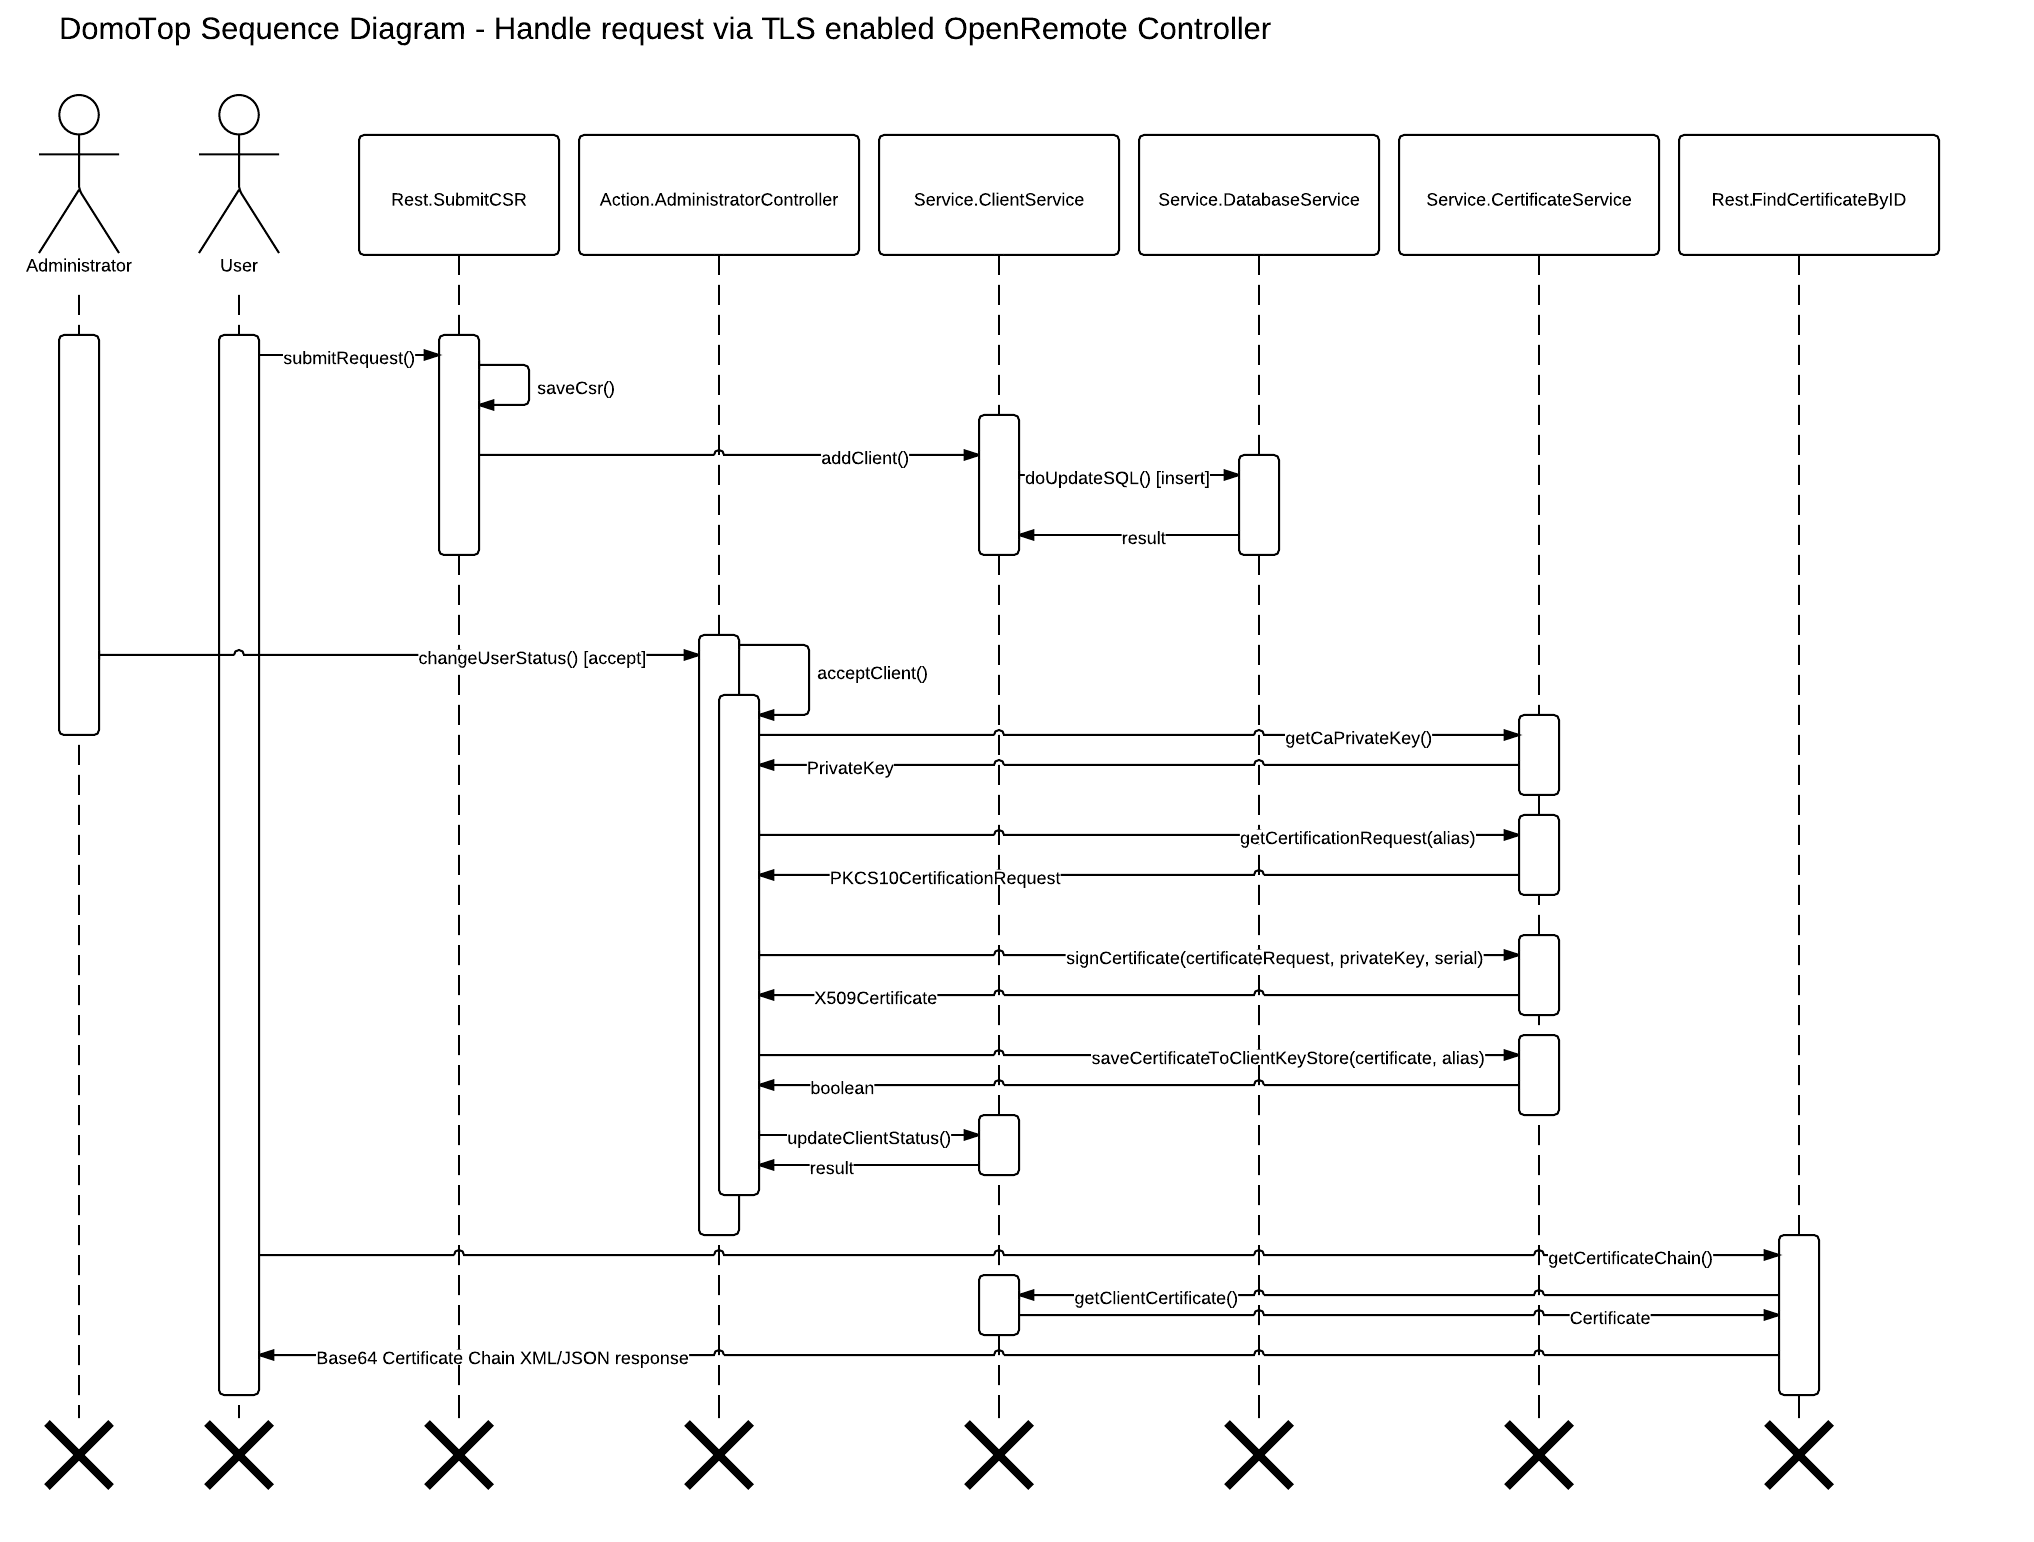 DomoTop Sequence Diagram - Handle request via TLS enabled OpenRemote Controller
Rest.SubmitCSR
Action.AdministratorController
Service.ClientService
Service.DatabaseService
Service.CertificateService
Rest.FindCertificateByID
Administrator
User
submitRequest()
saveCsr()
addClient()
doUpdateSQL() [insert]
result
changeUserStatus() [accept]
acceptClient()
getCaPrivateKey()
PrivateKey
getCertificationRequest(alias)
PKCS10CertificationRequest
signCertificate(certificateRequest, privateKey, serial)
X509Certificate
saveCertificateToClientKeyStore(certificate, alias)
boolean
updateClientStatus()
result
getCertificateChain()
getClientCertificate()
Certificate
Base64 Certificate Chain XML/JSON response